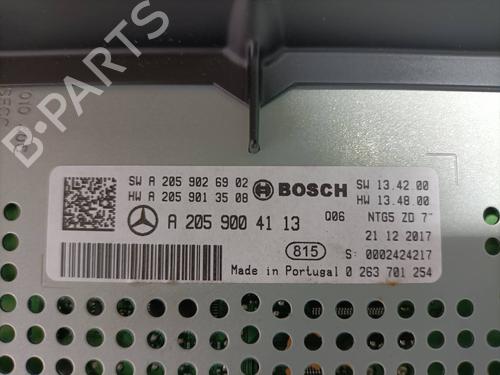 SW A 205 902 69 02
HW A 205 901 35 08
BOSCH
SW 13.42.00
HW 13.48.00
A 205 900 41 13
D06
NTG5 ZD 7"
21 12 2017
815
S: 0002424217
Made in Portugal 0 263 701 254
B-PARTS